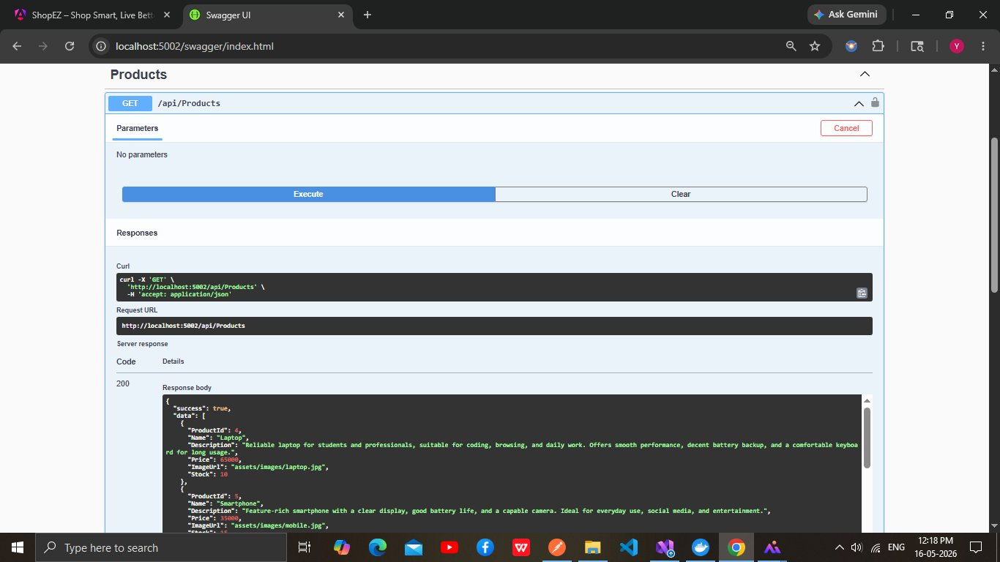 ShopEZ – Shop Smart, Live Bett
Swagger UI
Ask Gemini
localhost:5002/swagger/index.html
Y
Products
GET /api/Products
Parameters
Cancel
No parameters
Execute
Clear
Responses
Curl
curl -X 'GET' \
'http://localhost:5002/api/Products' \
-H 'accept: application/json'
Request URL
http://localhost:5002/api/Products
Server response
Code Details
200
Response body
{
"success": true,
"data": [
{
"ProductId": 4,
"Name": "Laptop",
"Description": "Reliable laptop for students and professionals, suitable for coding, browsing, and daily work. Offers smooth performance, decent battery backup, and a comfortable keyboa
rd for long usage.",
"Price": 65000,
"ImageUrl": "assets/images/laptop.jpg",
"Stock": 10
},
{
"ProductId": 5,
"Name": "Smartphone",
"Description": "Feature-rich smartphone with a clear display, good battery life, and a capable camera. Ideal for everyday use, social media, and entertainment.",
"Price": 35000,
"ImageUrl": "assets/images/mobile.jpg",
"Stock": 15
Type here to search
ENG
12:18 PM
16-05-2026